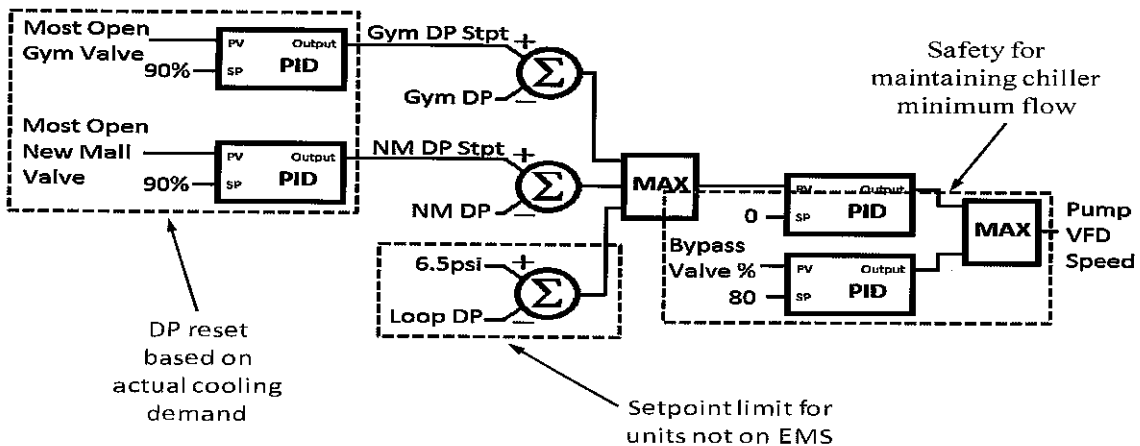 Most Open
Gym Valve
90%
PV
SP
Output
PID
Gym DP Stpt
+
Σ
Gym DP
−
Most Open
New Mall
Valve
90%
PV
SP
Output
PID
NM DP Stpt
+
Σ
NM DP
−
6.5psi
+
Σ
Loop DP
−
MAX
0
PV
SP
Output
PID
Bypass
Valve %
80
PV
SP
Output
PID
MAX
Pump
VFD
Speed
Safety for
maintaining chiller
minimum flow
DP reset
based on
actual cooling
demand
Setpoint limit for
units not on EMS